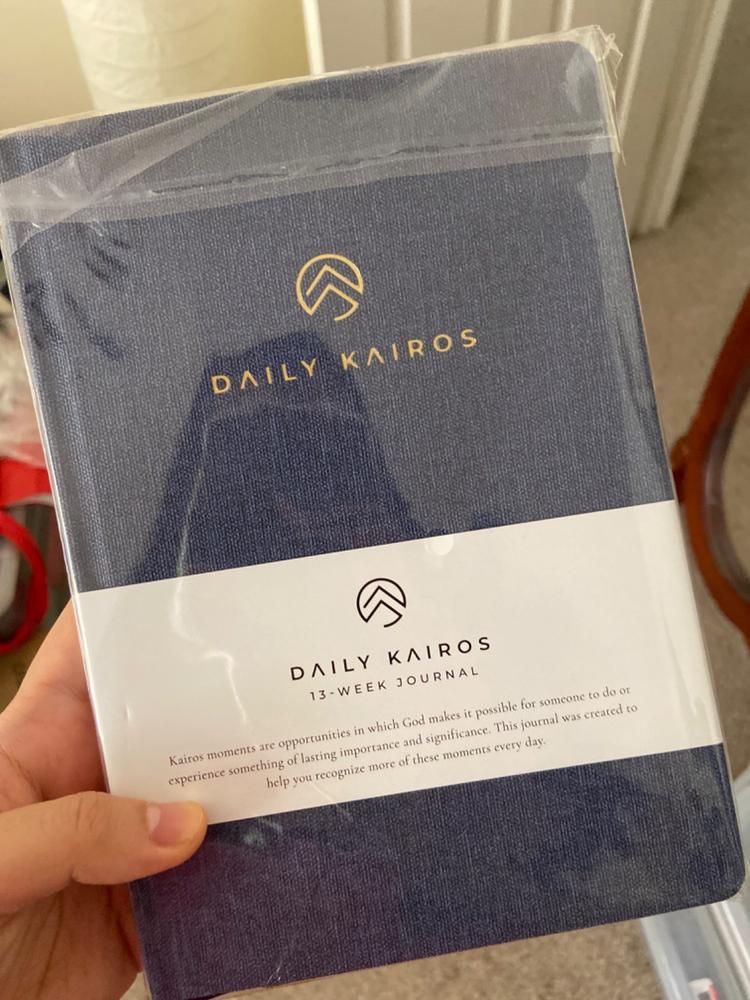 DAILY KAIROS
DAILY KAIROS
13-WEEK JOURNAL
Kairos moments are opportunities in which God makes it possible for someone to do or
experience something of lasting importance and significance. This journal was created to
help you recognize more of these moments every day.